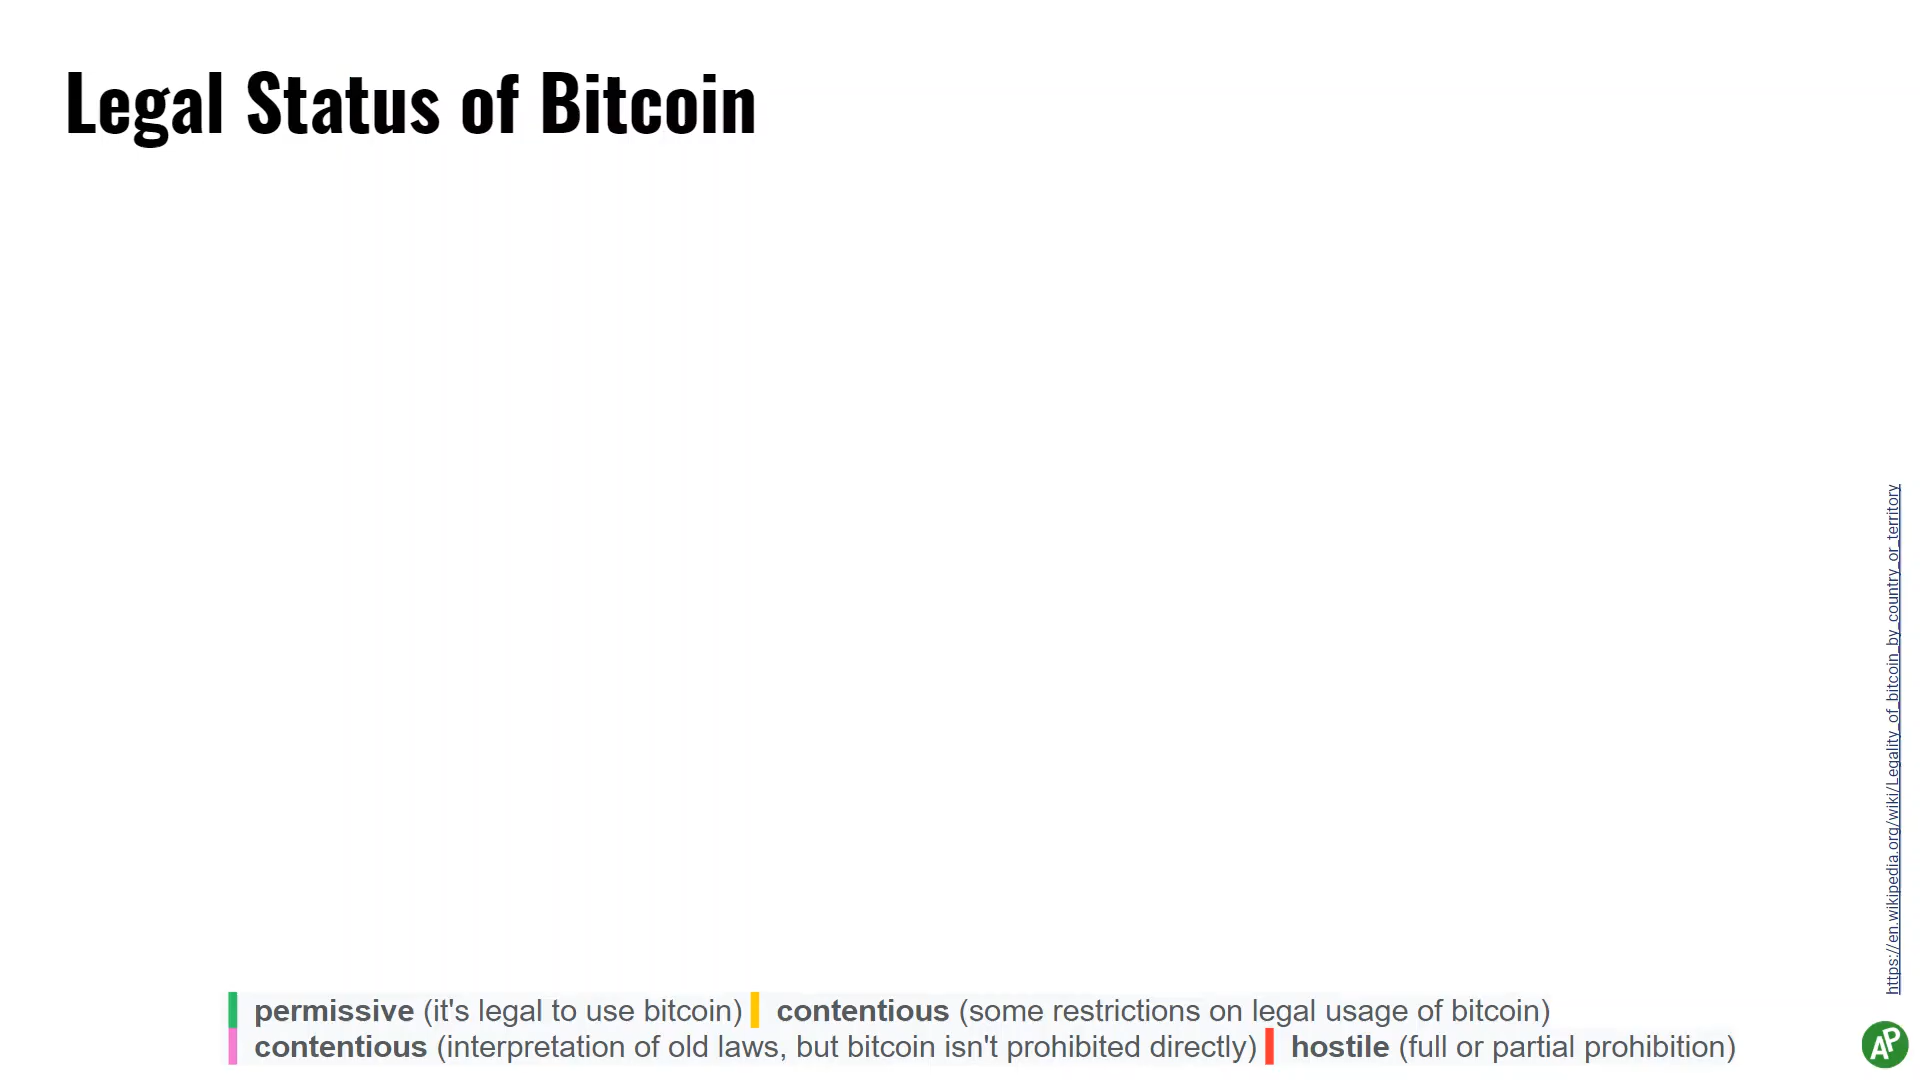 Legal Status of Bitcoin
https://en.wikipedia.org/wiki/Legality_of_bitcoin_by_country_or_territory
permissive (it's legal to use bitcoin) contentious (some restrictions on legal usage of bitcoin)
contentious (interpretation of old laws, but bitcoin isn't prohibited directly) hostile (full or partial prohibition)
AP